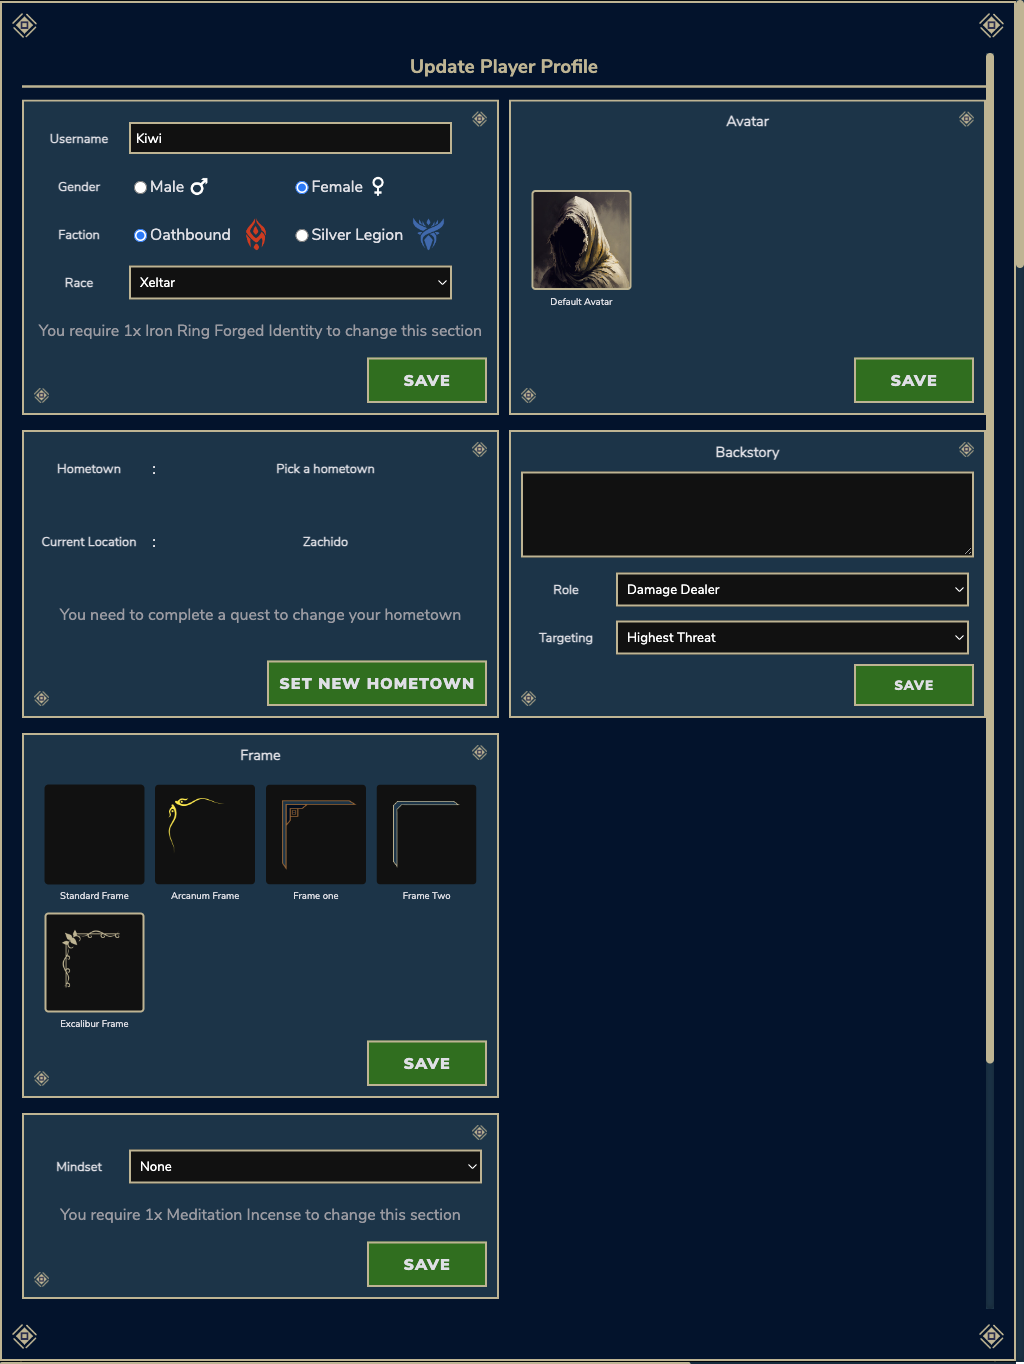 Update Player Profile
Username
Kiwi
Gender
Male
Female
Faction
Oathbound
Silver Legion
Race
Xeltar
You require 1x Iron Ring Forged Identity to change this section
SAVE
Avatar
Default Avatar
SAVE
Hometown : Pick a hometown
Current Location : Zachido
You need to complete a quest to change your hometown
SET NEW HOMETOWN
Backstory
Role
Damage Dealer
Targeting
Highest Threat
SAVE
Frame
Standard Frame
Arcanum Frame
Frame one
Frame Two
Excalibur Frame
SAVE
Mindset
None
You require 1x Meditation Incense to change this section
SAVE